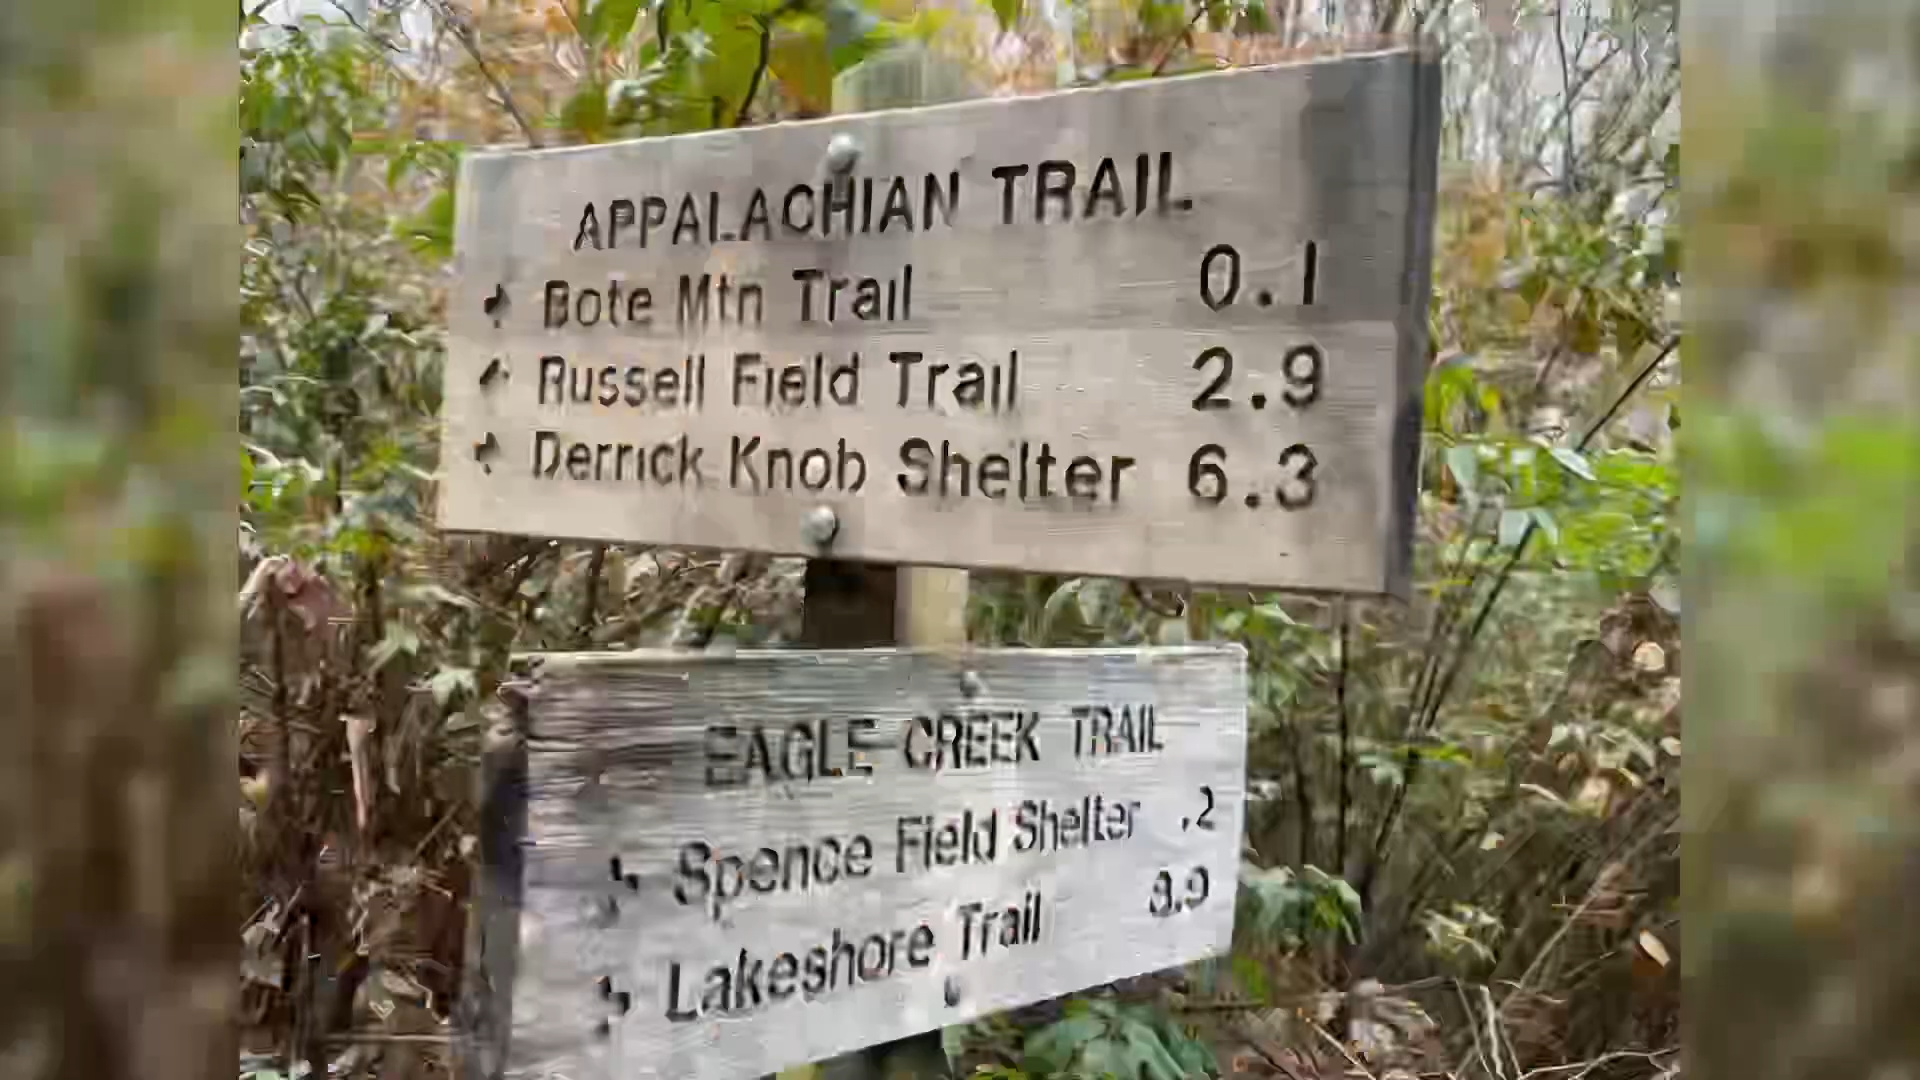 APPALACHIAN TRAIL
Bote Mtn Trail 0.1
Russell Field Trail 2.9
Derrick Knob Shelter 6.3
EAGLE CREEK TRAIL
Spence Field Shelter .2
Lakeshore Trail 8.9